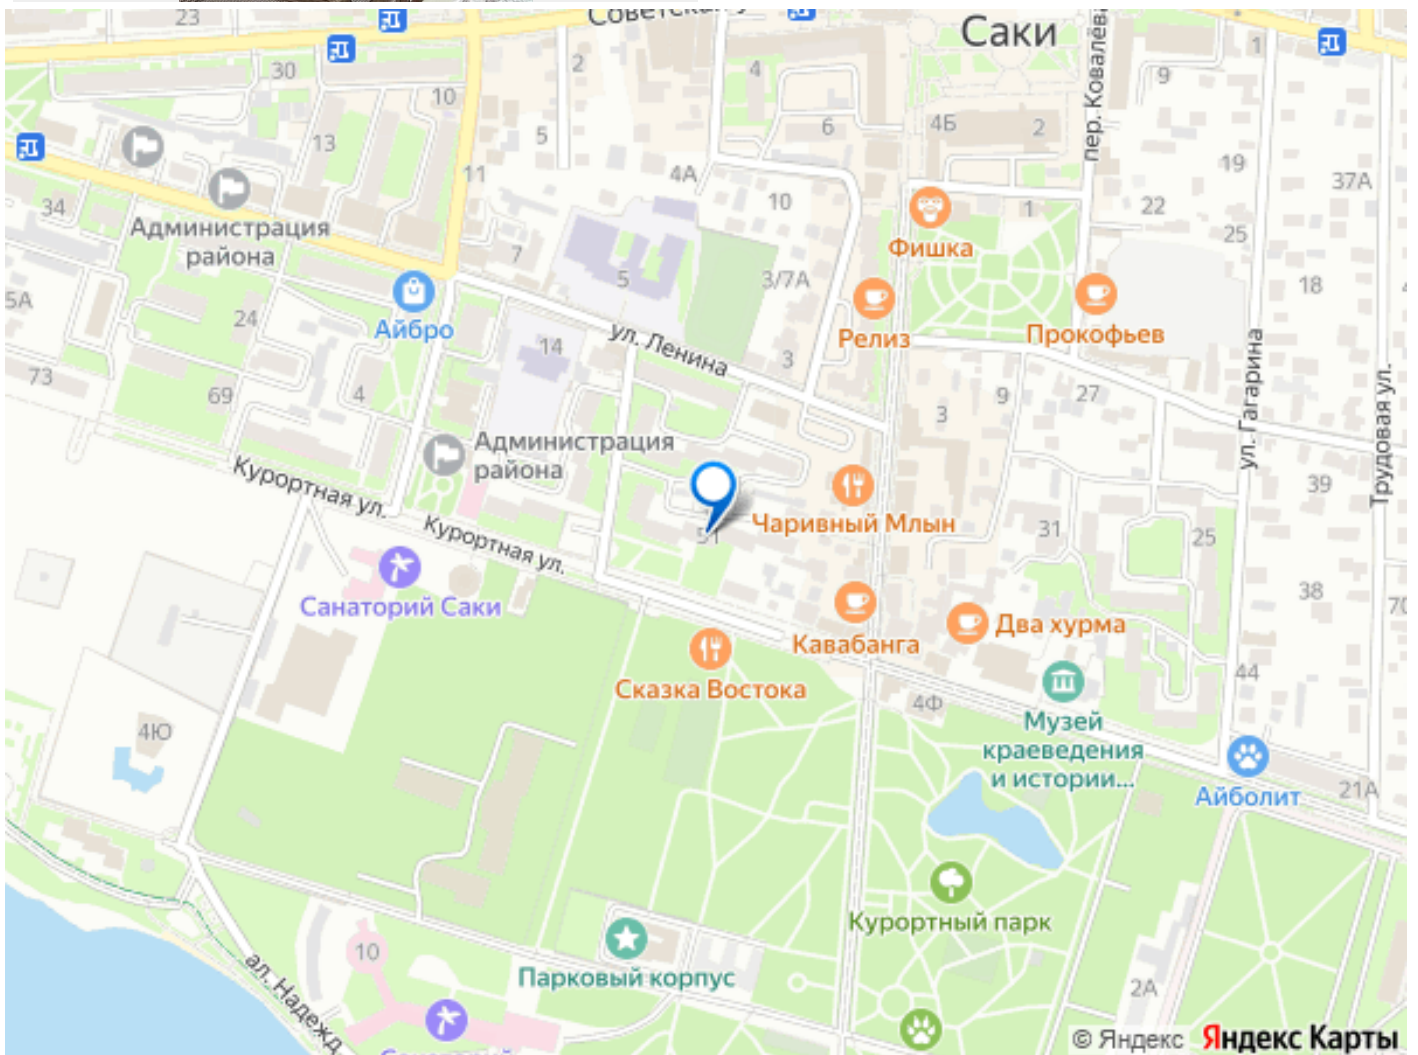 23
Советская у
Саки
пер. Ковалёва
1
30
2
4
9
10
6
4Б
2
13
5
11
4А
19
37А
34
10
22
1
Администрация
района
7
Фишка
25
5А
5
3/7А
18
Айбро
24
14
ул. Ленина
Релиз
Прокофьев
3
73
69
4
ул. Гагарина
Трудовая ул.
3
9
27
Администрация
района
Курортная ул.
39
Курортная ул.
51
Чаривный Млын
31
25
Санаторий Саки
38
70
Кавабанга
Два хурма
Сказка Востока
44
4Ф
4Ю
Музей
краеведения
и истории...
Айболит
21А
Курортный парк
10
ал. Надежд
Парковый корпус
2А
© Яндекс Яндекс Карты